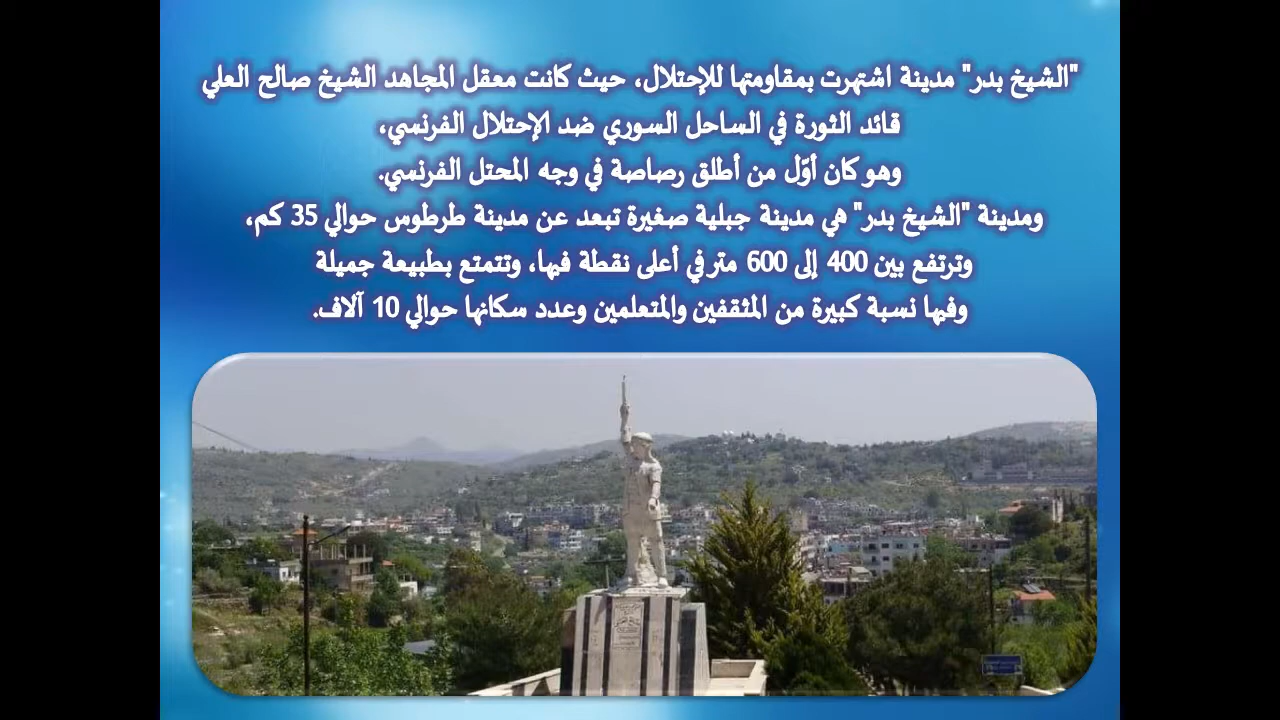 "الشيخ بدر" مدينة اشتهرت بمقاومتها للإحتلال، حيث كانت معقل المجاهد الشيخ صالح العلي
قائد الثورة في الساحل السوري ضد الإحتلال الفرنسي،
وهو كان أوّل من أطلق رصاصة في وجه المحتل الفرنسي.
ومدينة "الشيخ بدر" هي مدينة جبلية صغيرة تبعد عن مدينة طرطوس حوالي 35 كم،
وترتفع بين 400 إلى 600 متر في أعلى نقطة فيها، وتتمتع بطبيعة جميلة
وفيها نسبة كبيرة من المثقفين والمتعلمين وعدد سكانها حوالي 10 آلاف.